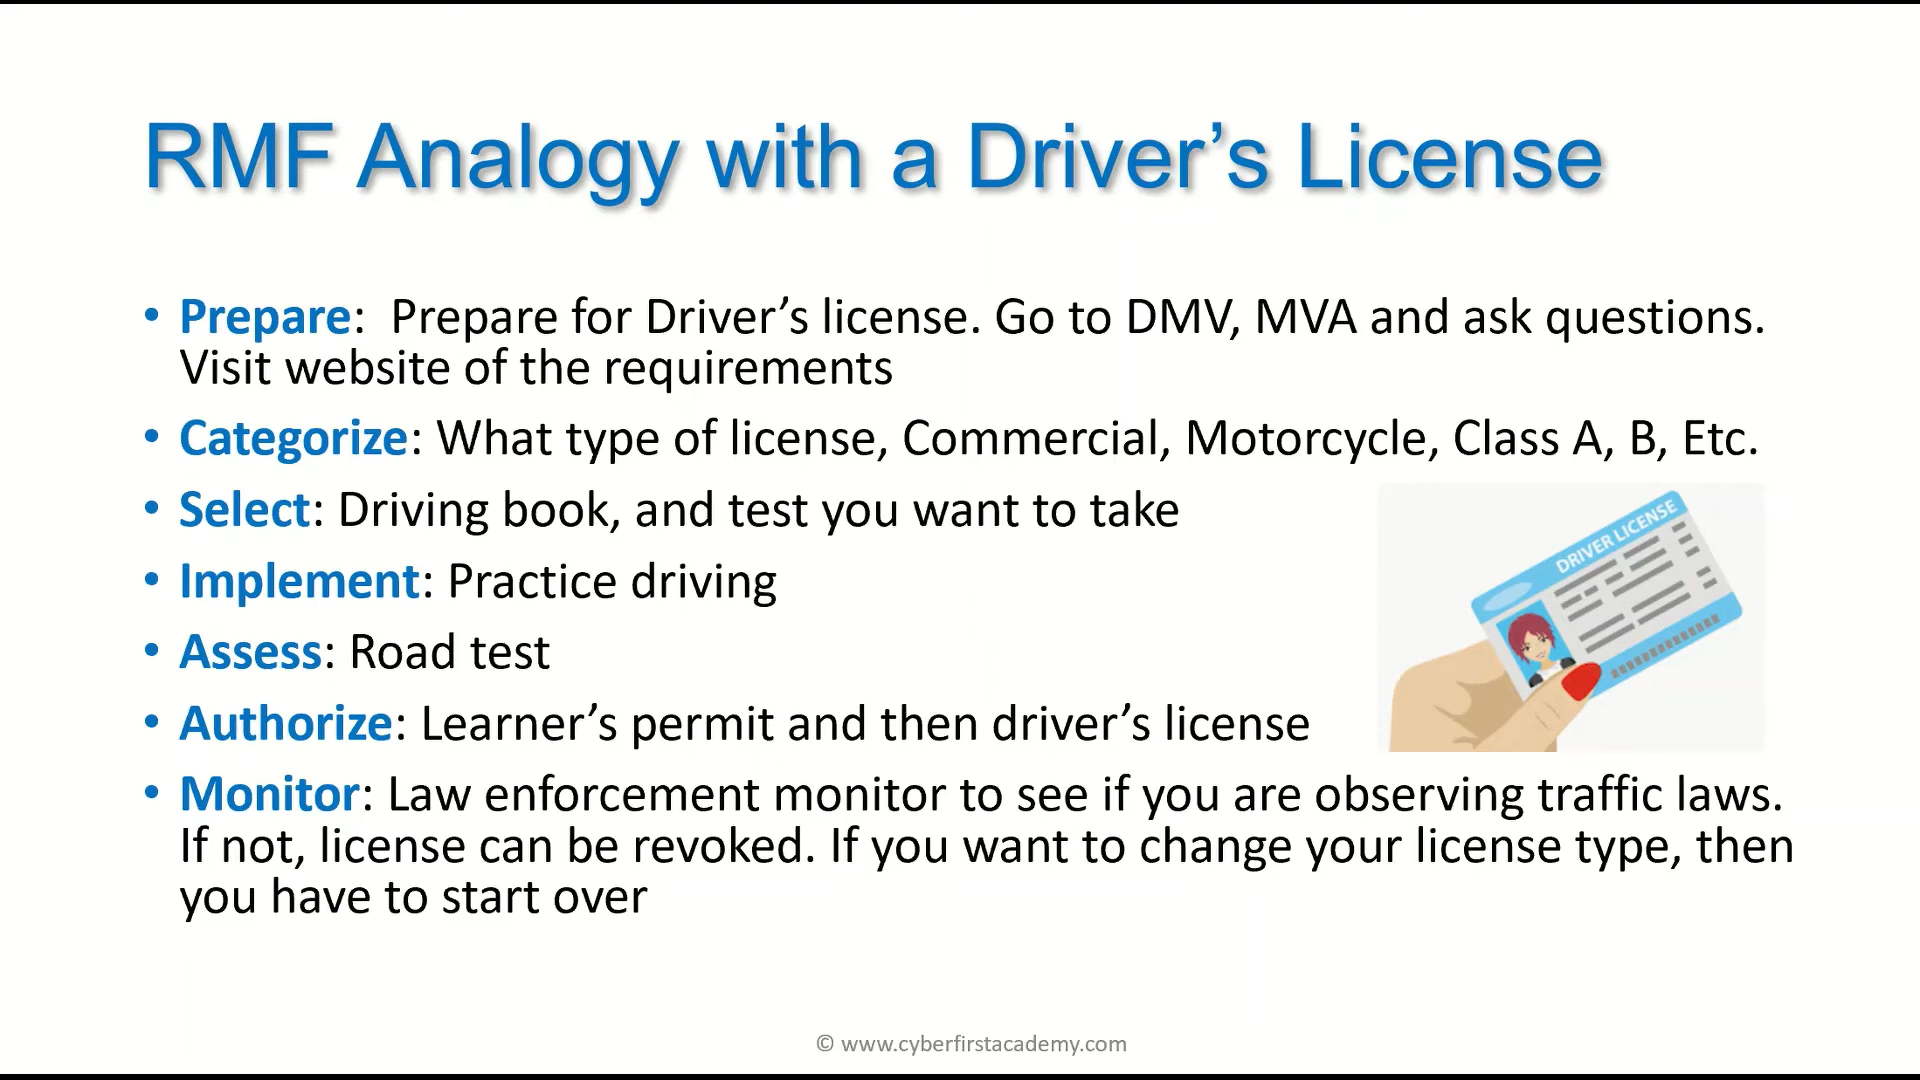 RMF Analogy with a Driver’s License
• Prepare:  Prepare for Driver’s license. Go to DMV, MVA and ask questions.
Visit website of the requirements
• Categorize: What type of license, Commercial, Motorcycle, Class A, B, Etc.
• Select: Driving book, and test you want to take
• Implement: Practice driving
• Assess: Road test
• Authorize: Learner’s permit and then driver’s license
DRIVER LICENSE
• Monitor: Law enforcement monitor to see if you are observing traffic laws.
If not, license can be revoked. If you want to change your license type, then
you have to start over
© www.cyberfirstacademy.com